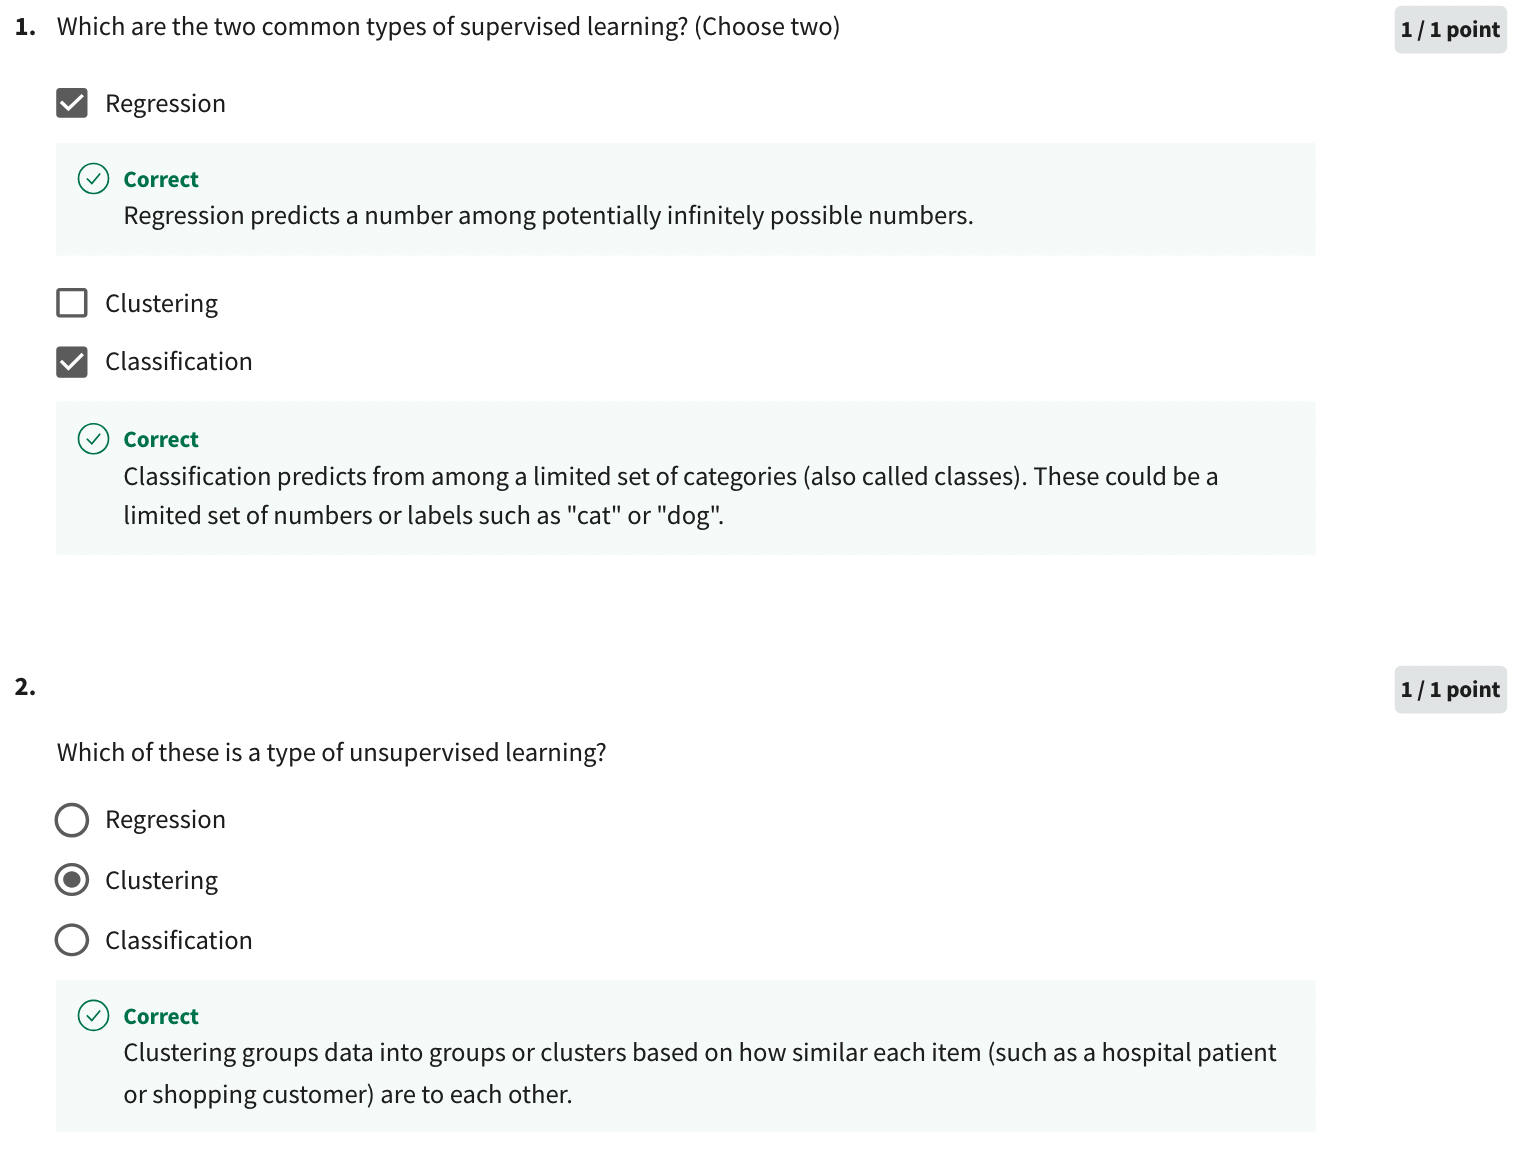 1. Which are the two common types of supervised learning? (Choose two)
1 / 1 point
Regression
Correct
Regression predicts a number among potentially infinitely possible numbers.
Clustering
Classification
Correct
Classification predicts from among a limited set of categories (also called classes). These could be a
limited set of numbers or labels such as "cat" or "dog".
2.
1 / 1 point
Which of these is a type of unsupervised learning?
Regression
Clustering
Classification
Correct
Clustering groups data into groups or clusters based on how similar each item (such as a hospital patient
or shopping customer) are to each other.